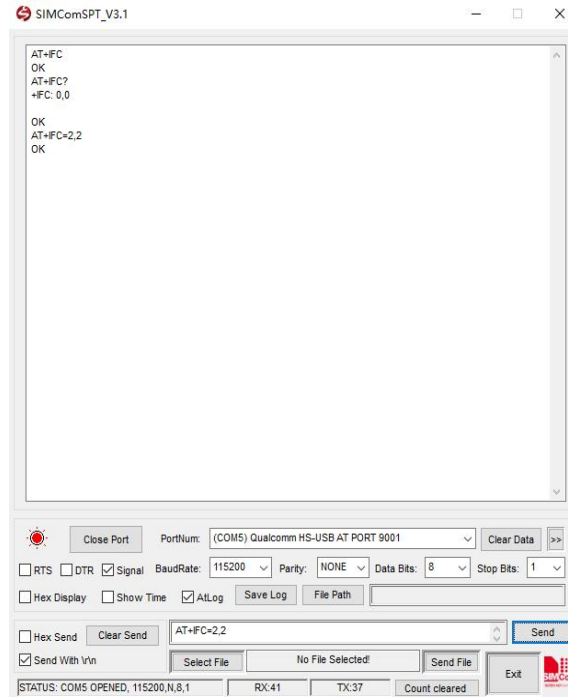 SIMComSPT_V3.1
AT+IFC
OK
AT+IFC?
+IFC: 0,0
OK
AT+IFC=2,2
OK
Close Port PortNum: (COM5) Qualcomm HS-USB AT PORT 9001 Clear Data >>
RTS DTR Signal BaudRate: 115200 Parity: NONE Data Bits: 8 Stop Bits: 1
Hex Display Show Time AtLog Save Log File Path
Hex Send Clear Send AT+IFC=2,2 Send
Send With \r\n Select File No File Selected! Send File Exit
STATUS: COM5 OPENED, 115200,N,8,1 RX:41 TX:37 Count cleared